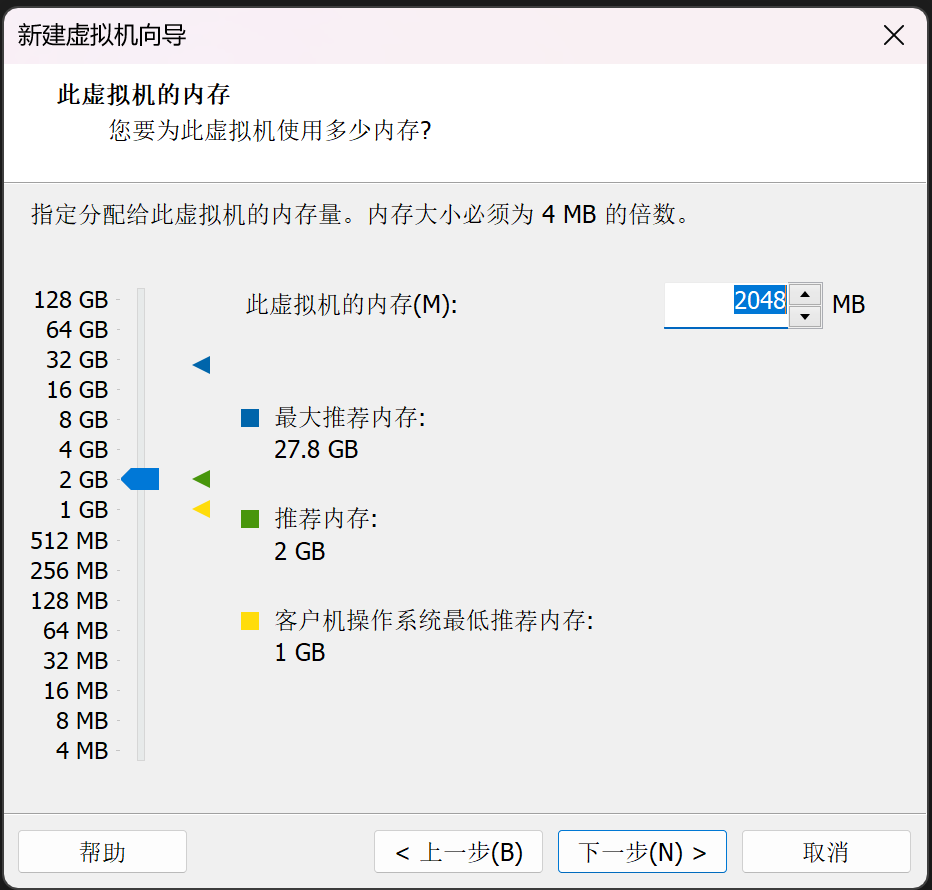 新建虚拟机向导
此虚拟机的内存
您要为此虚拟机使用多少内存?
指定分配给此虚拟机的内存量。内存大小必须为 4 MB 的倍数。
128 GB
64 GB
32 GB
16 GB
8 GB
4 GB
2 GB
1 GB
512 MB
256 MB
128 MB
64 MB
32 MB
16 MB
8 MB
4 MB
此虚拟机的内存(M): 2048 MB
最大推荐内存:
27.8 GB
推荐内存:
2 GB
客户机操作系统最低推荐内存:
1 GB
帮助 < 上一步(B) 下一步(N) > 取消